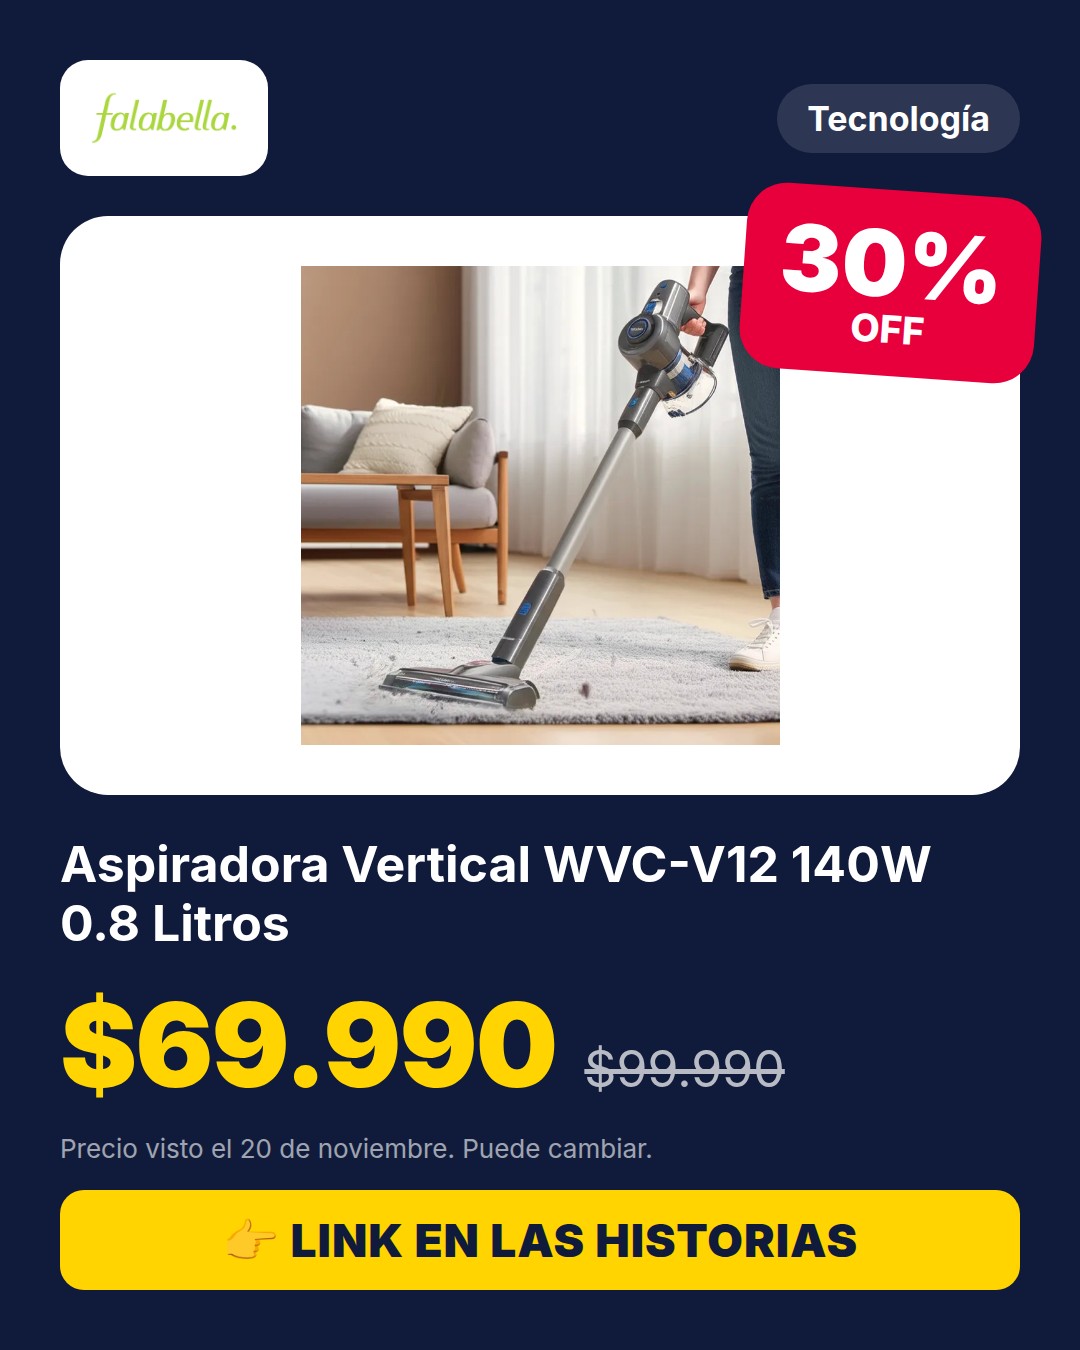 falabella.
Tecnología
30%
OFF
Aspiradora Vertical WVC-V12 140W
0.8 Litros
$69.990 $99.990
Precio visto el 20 de noviembre. Puede cambiar.
👉 LINK EN LAS HISTORIAS